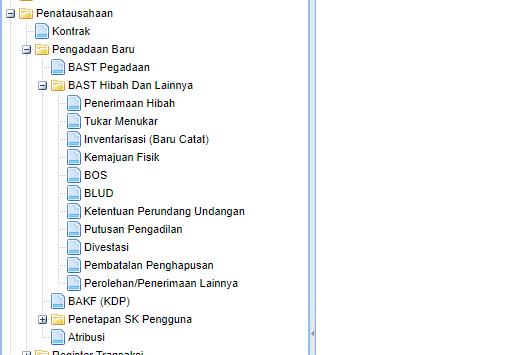 Penatausahaan
Kontrak
Pengadaan Baru
BAST Pegadaan
BAST Hibah Dan Lainnya
Penerimaan Hibah
Tukar Menukar
Inventarisasi (Baru Catat)
Kemajuan Fisik
BOS
BLUD
Ketentuan Perundang Undangan
Putusan Pengadilan
Divestasi
Pembatalan Penghapusan
Perolehan/Penerimaan Lainnya
BAKF (KDP)
Penetapan SK Pengguna
Atribusi
Register Transaksi